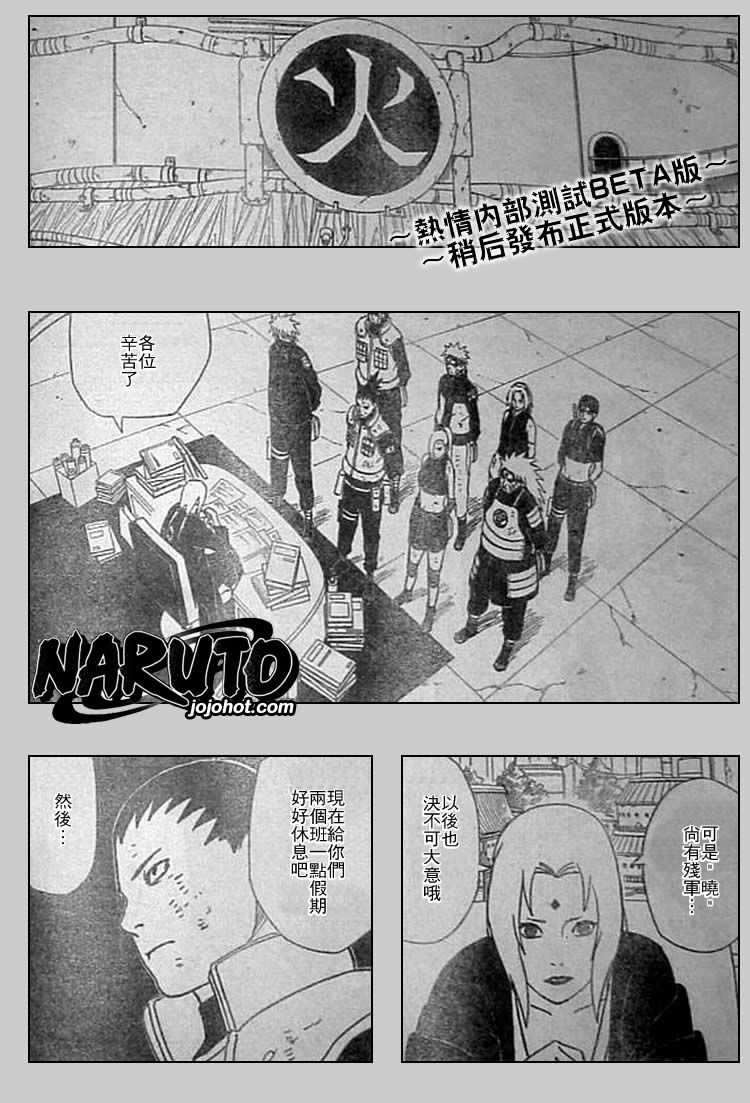 火
～熱情内部測試BETA版～
～稍后發布正式版本～
各位
辛苦了
NARUTO
jojohot.com
可是·曉·
尙有殘軍…
以後也
決不可大意哦
現在給你們
兩個班一點假期
好好休息吧
然後…